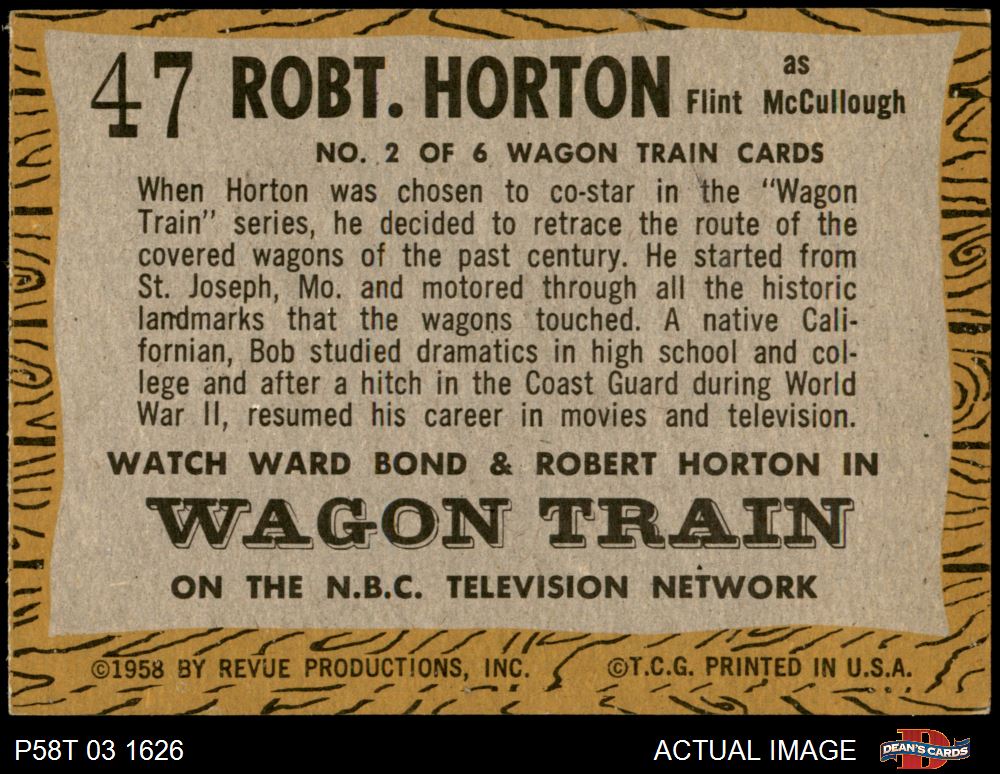 47 ROBT. HORTON as Flint McCullough
NO. 2 OF 6 WAGON TRAIN CARDS
When Horton was chosen to co-star in the "Wagon
Train" series, he decided to retrace the route of the
covered wagons of the past century. He started from
St. Joseph, Mo. and motored through all the historic
landmarks that the wagons touched. A native Cali-
fornian, Bob studied dramatics in high school and col-
lege and after a hitch in the Coast Guard during World
War II, resumed his career in movies and television.
WATCH WARD BOND & ROBERT HORTON IN
WAGON TRAIN
ON THE N.B.C. TELEVISION NETWORK
©1958 BY REVUE PRODUCTIONS, INC. ©T.C.G. PRINTED IN U.S.A.
P58T 03 1626 ACTUAL IMAGE DEAN'S CARDS